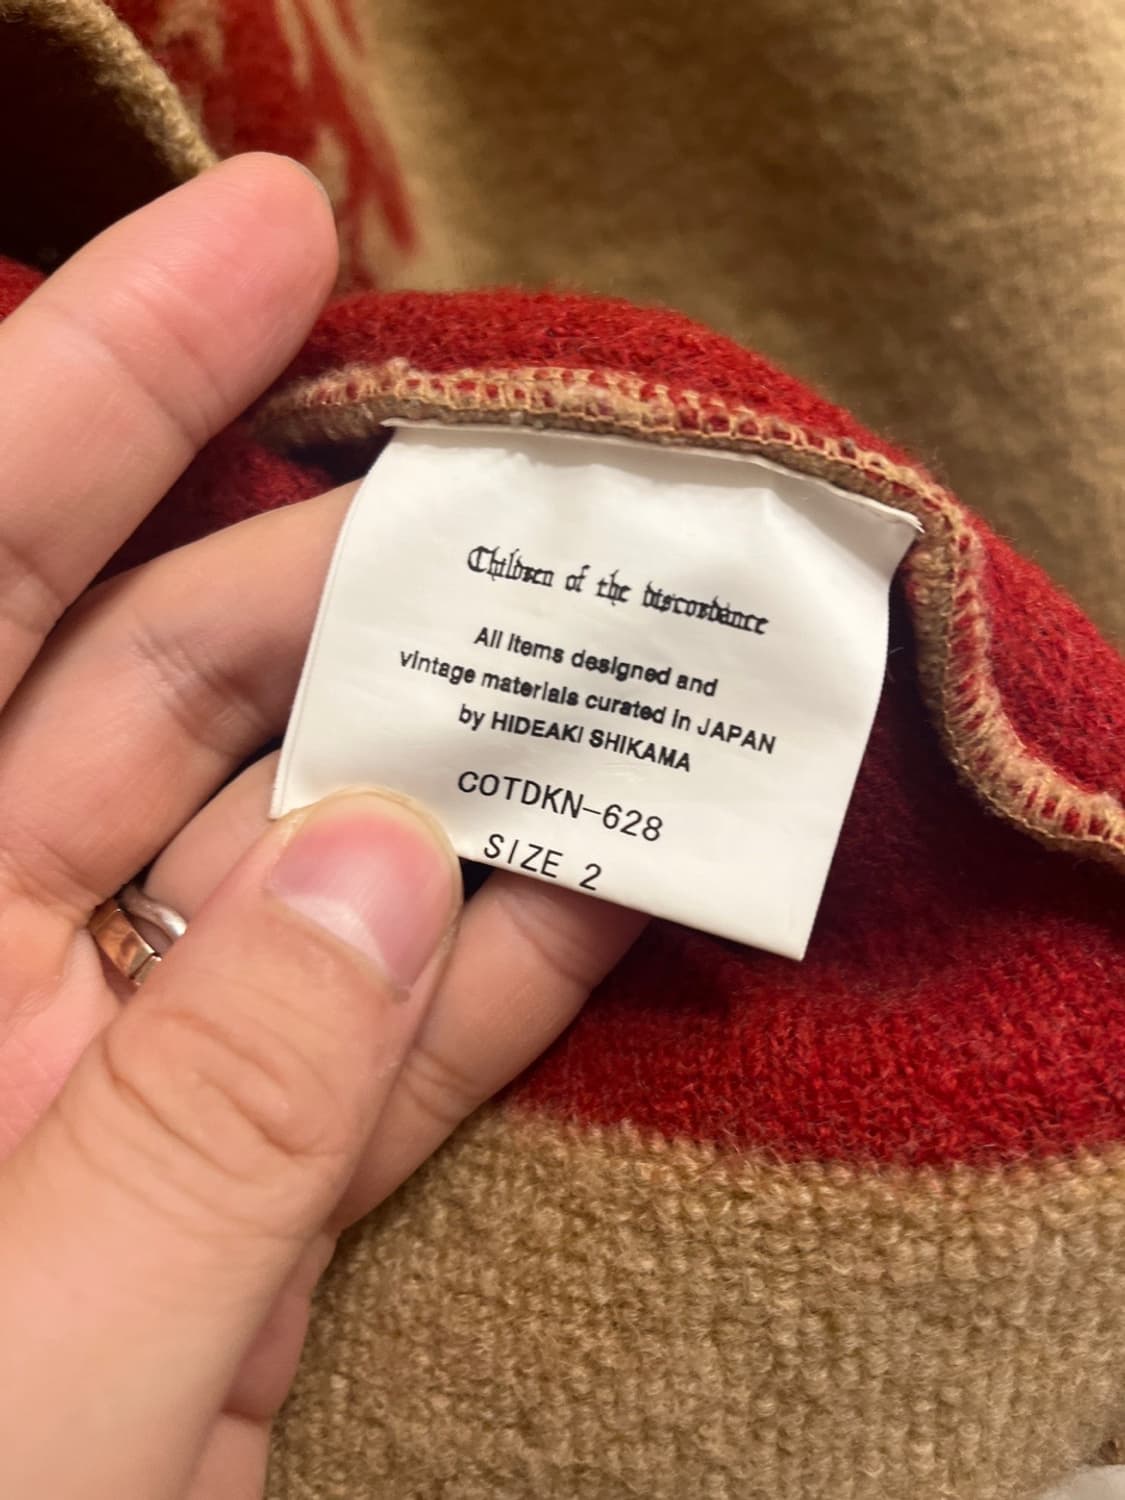 Children of the discordance
All items designed and
vintage materials curated in JAPAN
by HIDEAKI SHIKAMA
COTDKN-628
SIZE 2